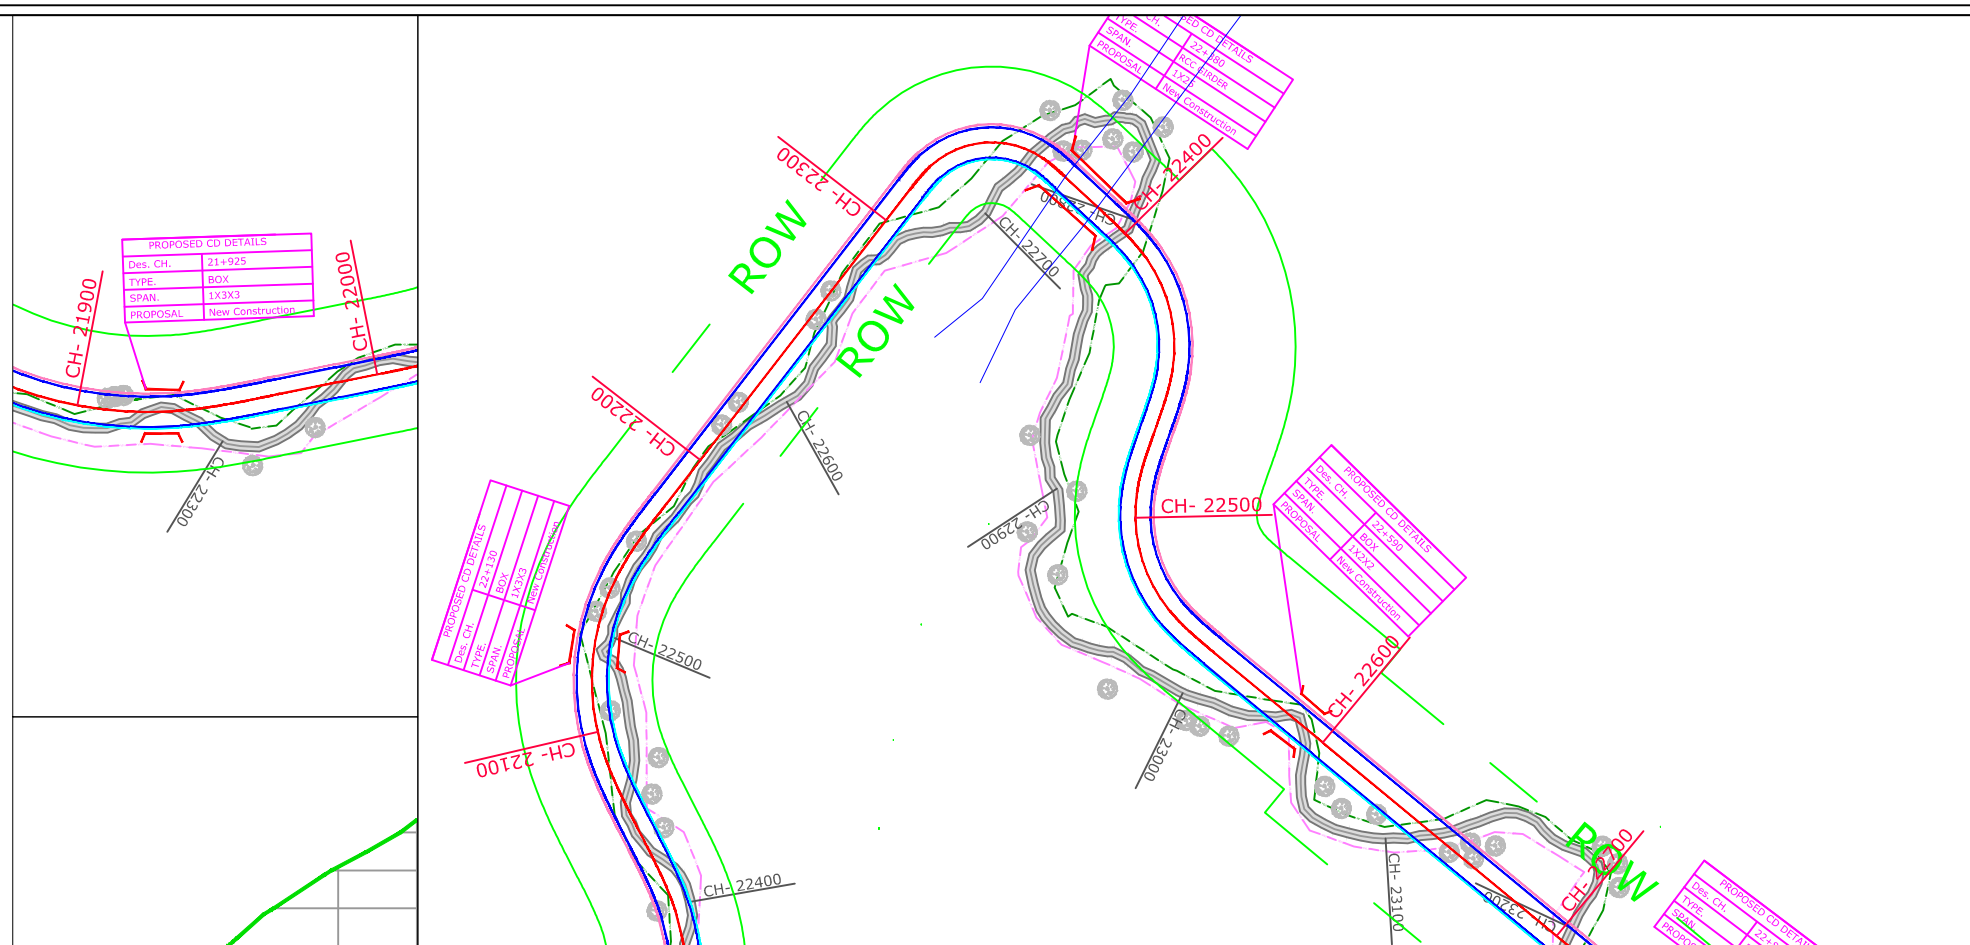 PROPOSED CD DETAILS
Des. CH. 21+925
TYPE. BOX
SPAN. 1X3X3
PROPOSAL New Construction
CH- 21900
CH- 22000
CH- 22300
TYPE. RCC GIRDER
SPAN.
PROPOSAL New Construction
CH- 22300
CH- 22400
ROW
ROW
CH- 22700
CH- 22200
CH- 22600
PROPOSED CD DETAILS
Des. CH. 22+130
TYPE. BOX
SPAN. 1X3X3
PROPOSAL New Construction
CH- 22500
CH- 22100
CH- 22400
CH- 22900
CH- 22500
PROPOSED CD DETAILS
Des. CH. 22+590
TYPE. BOX
SPAN. 1X2X2
PROPOSAL New Construction
CH- 22600
CH- 23000
CH- 23100
CH- 23200
ROW
CH- 22700
PROPOSED CD DETAILS
Des. CH.
TYPE.
SPAN.